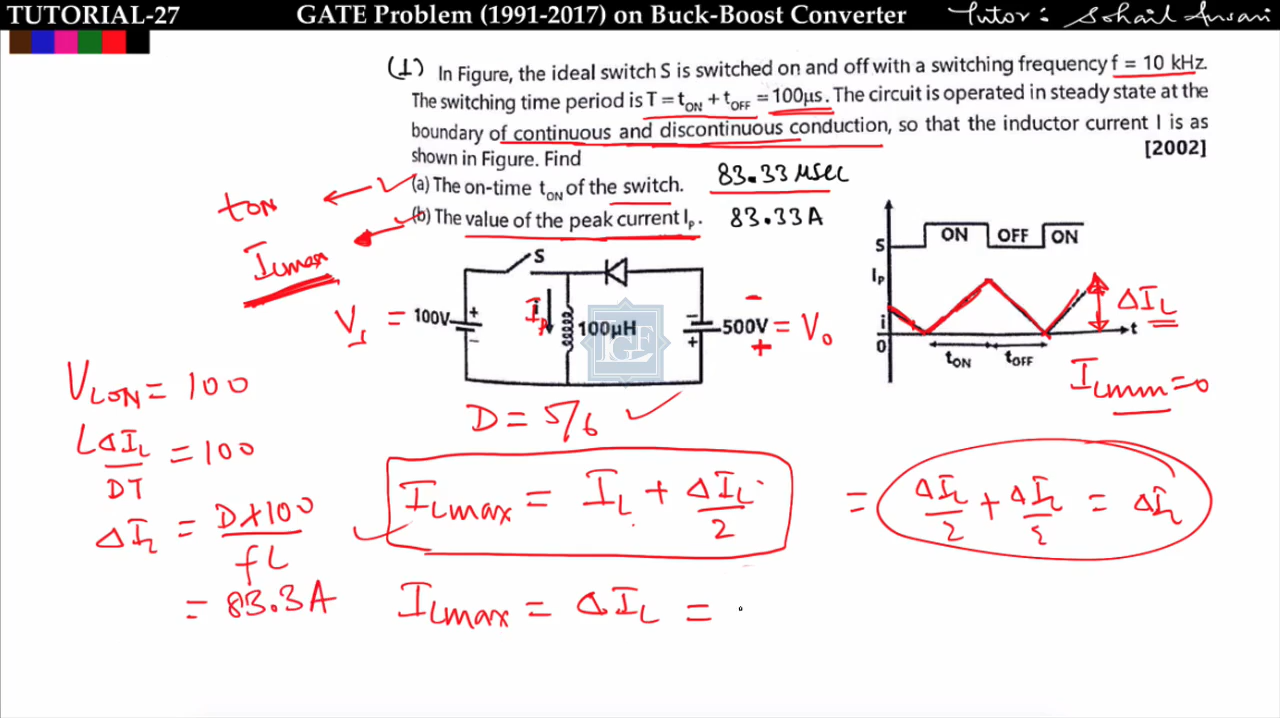 TUTORIAL-27
GATE Problem (1991-2017) on Buck-Boost Converter
Tutor: Sohail Ansari
(1) In Figure, the ideal switch S is switched on and off with a switching frequency f = 10 kHz.
The switching time period is T = tON + tOFF = 100μs. The circuit is operated in steady state at the
boundary of continuous and discontinuous conduction, so that the inductor current I is as
shown in Figure. Find
[2002]
(a) The on-time tON of the switch. 83.33 μsec
(b) The value of the peak current Ip. 83.33A
tON
ILmax
S
ON OFF ON
Ip
i
0
tON tOFF
t
ΔIL
ILmm = 0
V1 = 100V
+
-
S
i
Ip
100μH
IGF
-
+
-
500V = V0
+
D = 5/6
VLON = 100
LΔIL/DT = 100
ΔIL = D×100/fL
= 83.3A
ILmax = IL + ΔIL/2 = ΔIL/2 + ΔIL/2 = ΔIL
ILmax = ΔIL =